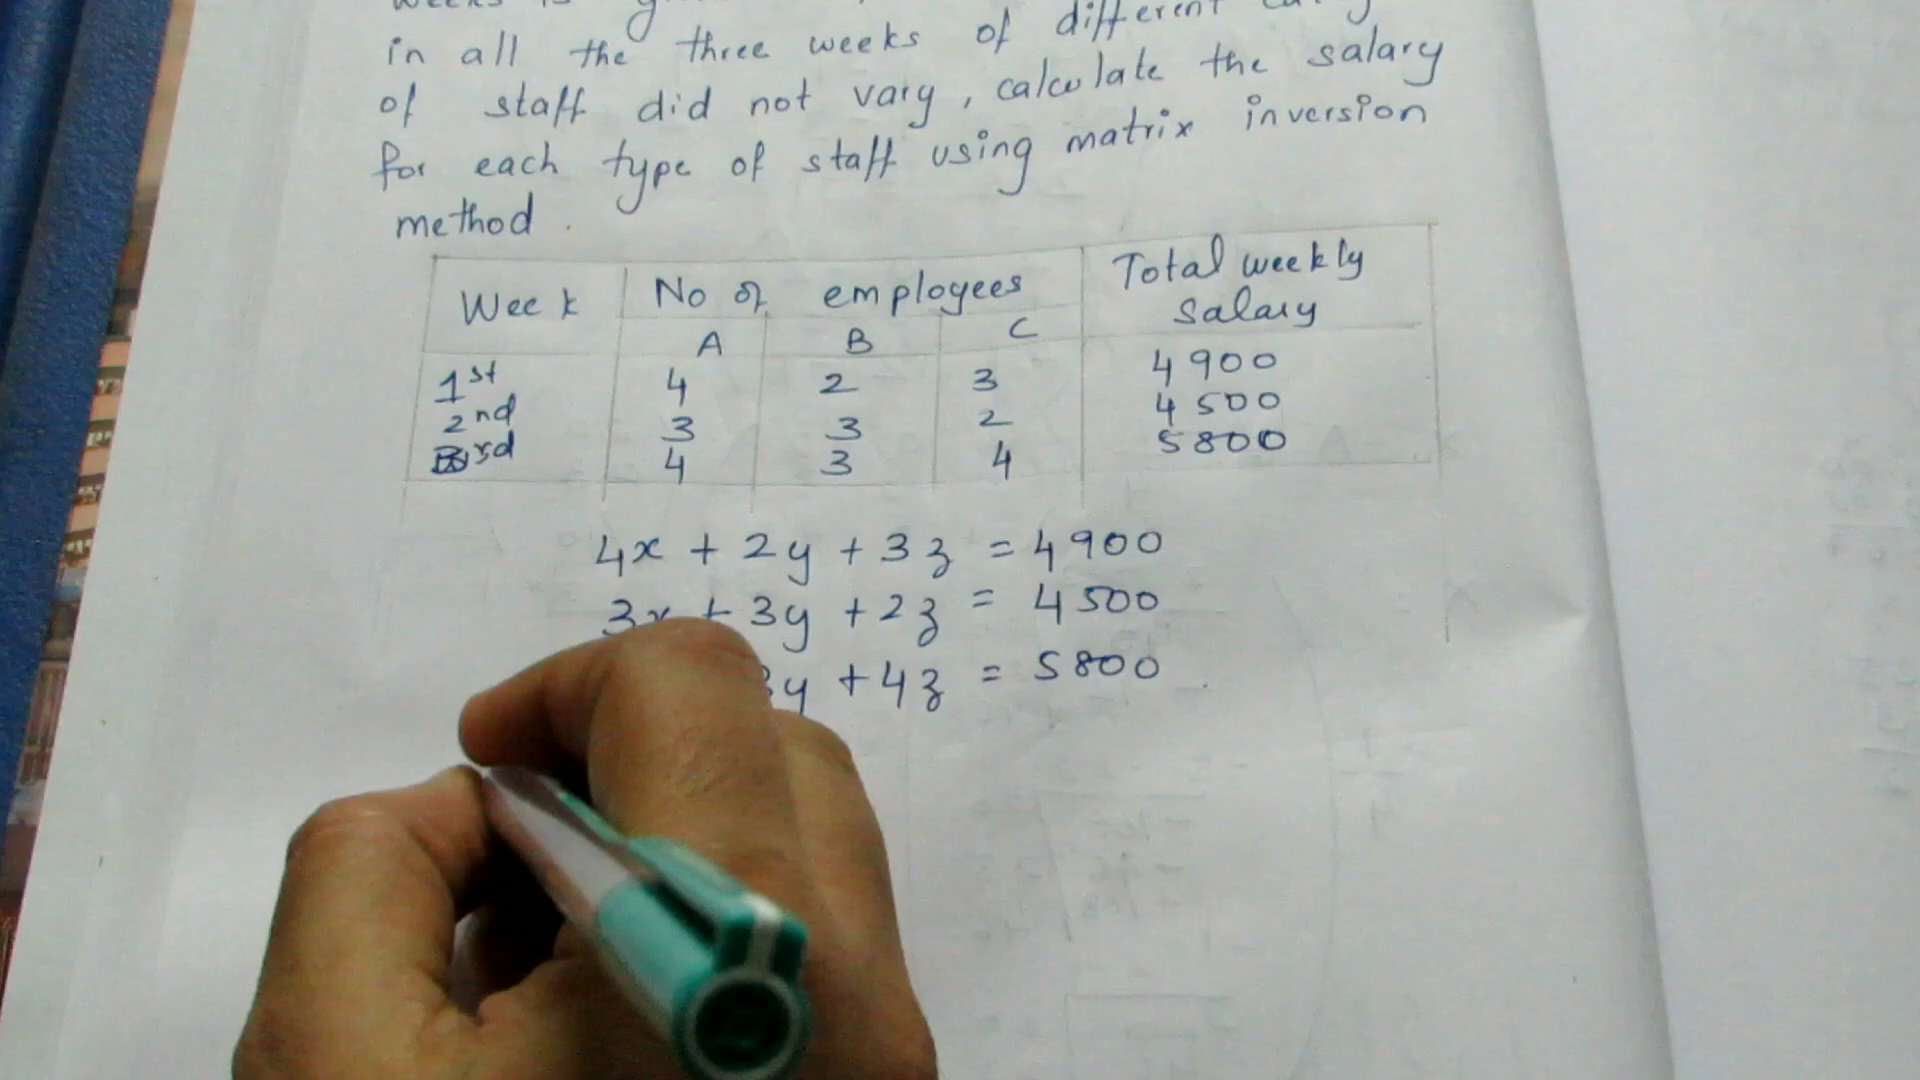 in all the three weeks of different
of staff did not vary, calculate the salary
for each type of staff using matrix inversion
method.
Week No of employees Total weekly salary
A B C
1st 4 2 3 4900
2nd 3 3 2 4500
3rd 4 3 4 5800
4x + 2y + 3z = 4900
3x + 3y + 2z = 4500
3y + 4z = 5800